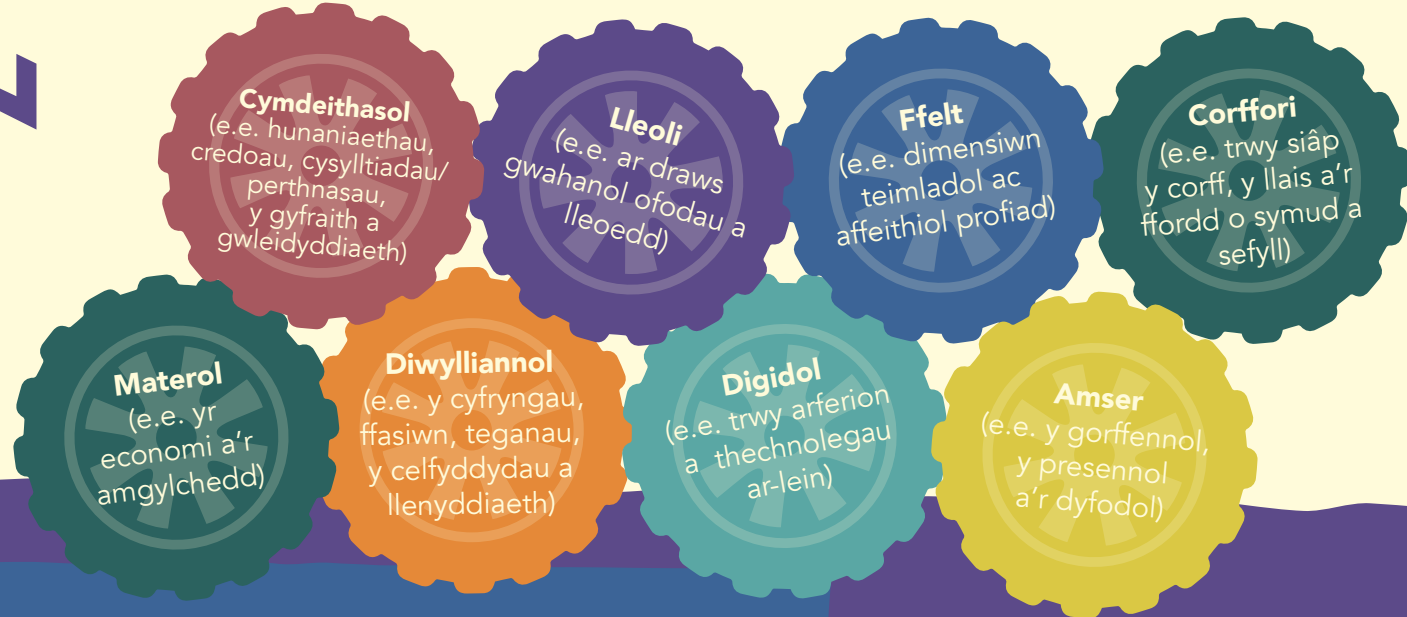 Cymdeithasol
(e.e. hunaniaethau,
credoau, cysylltiadau/
perthnasau,
y gyfraith a
gwleidyddiaeth)
Lleoli
(e.e. ar draws
gwahanol ofodau a
lleoedd)
Ffelt
(e.e. dimensiwn
teimladol ac
affeithiol profiad)
Corffori
(e.e. trwy siâp
y corff, y llais a’r
ffordd o symud a
sefyll)
Materol
(e.e. yr
economi a’r
amgylchedd)
Diwylliannol
(e.e. y cyfryngau,
ffasiwn, teganau,
y celfyddydau a
llenyddiaeth)
Digidol
(e.e. trwy arferion
a thechnolegau
ar-lein)
Amser
(e.e. y gorffennol,
y presennol
a’r dyfodol)